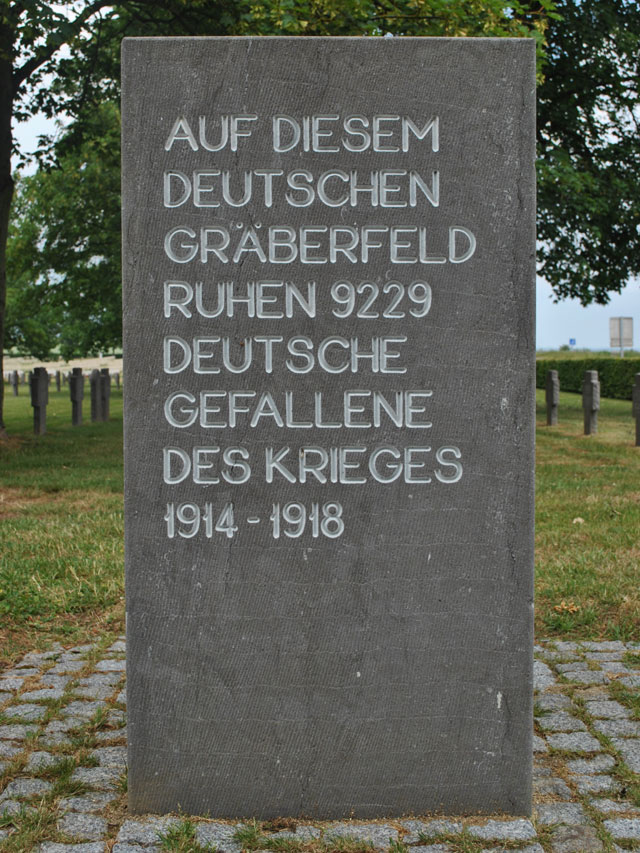 AUF DIESEM
DEUTSCHEN
GRÄBERFELD
RUHEN 9229
DEUTSCHE
GEFALLENE
DES KRIEGES
1914 - 1918